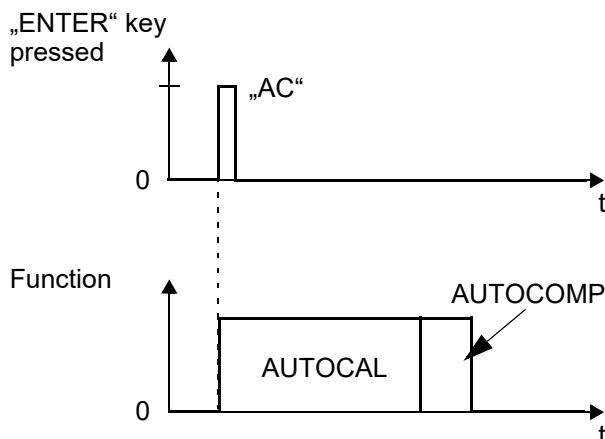 „ENTER“ key
pressed
„AC“
0
t
Function
AUTOCOMP
AUTOCAL
0
t